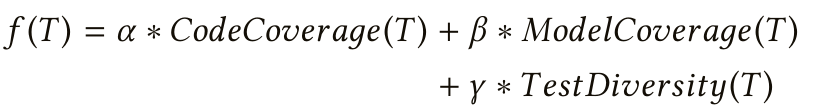 f(T) = α ∗ CodeCoverage(T) + β ∗ ModelCoverage(T)
+ γ ∗ TestDiversity(T)